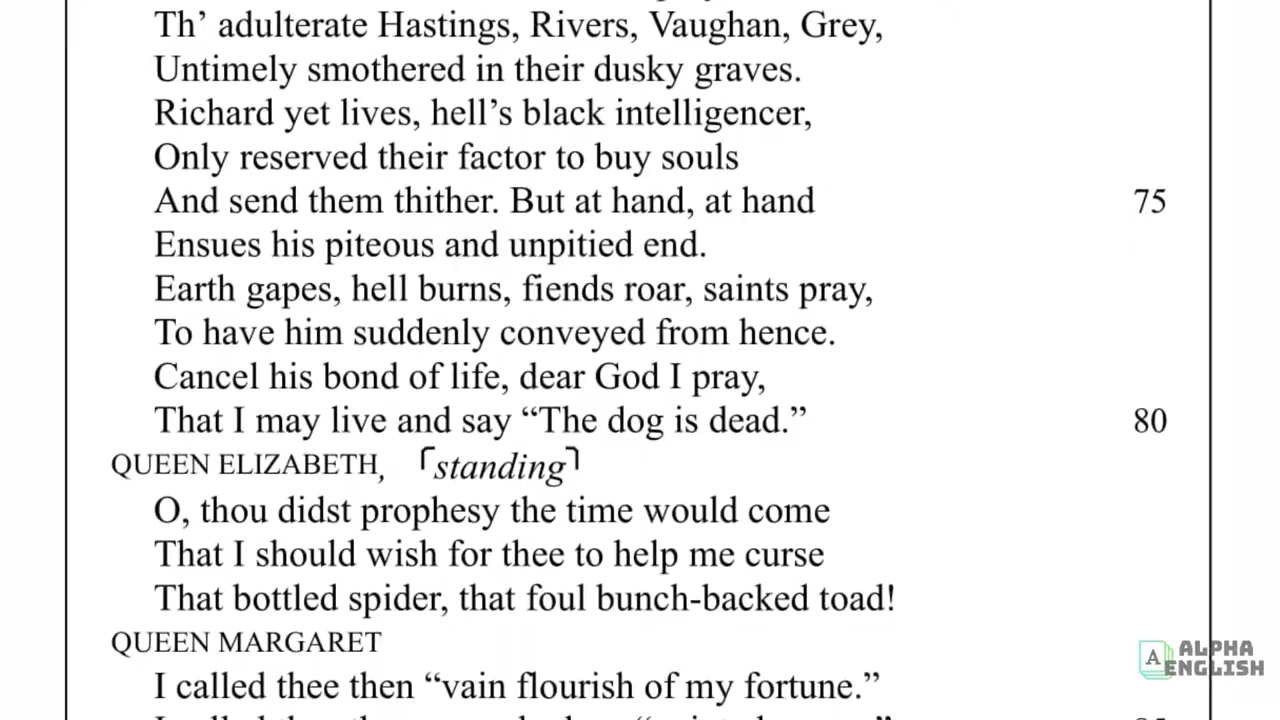 Th’ adulterate Hastings, Rivers, Vaughan, Grey,
Untimely smothered in their dusky graves.
Richard yet lives, hell’s black intelligencer,
Only reserved their factor to buy souls
And send them thither. But at hand, at hand 75
Ensues his piteous and unpitied end.
Earth gapes, hell burns, fiends roar, saints pray,
To have him suddenly conveyed from hence.
Cancel his bond of life, dear God I pray,
That I may live and say “The dog is dead.” 80
QUEEN ELIZABETH, ⌜standing⌝
O, thou didst prophesy the time would come
That I should wish for thee to help me curse
That bottled spider, that foul bunch-backed toad!
QUEEN MARGARET
I called thee then “vain flourish of my fortune.”
A ALPHA
ENGLISH